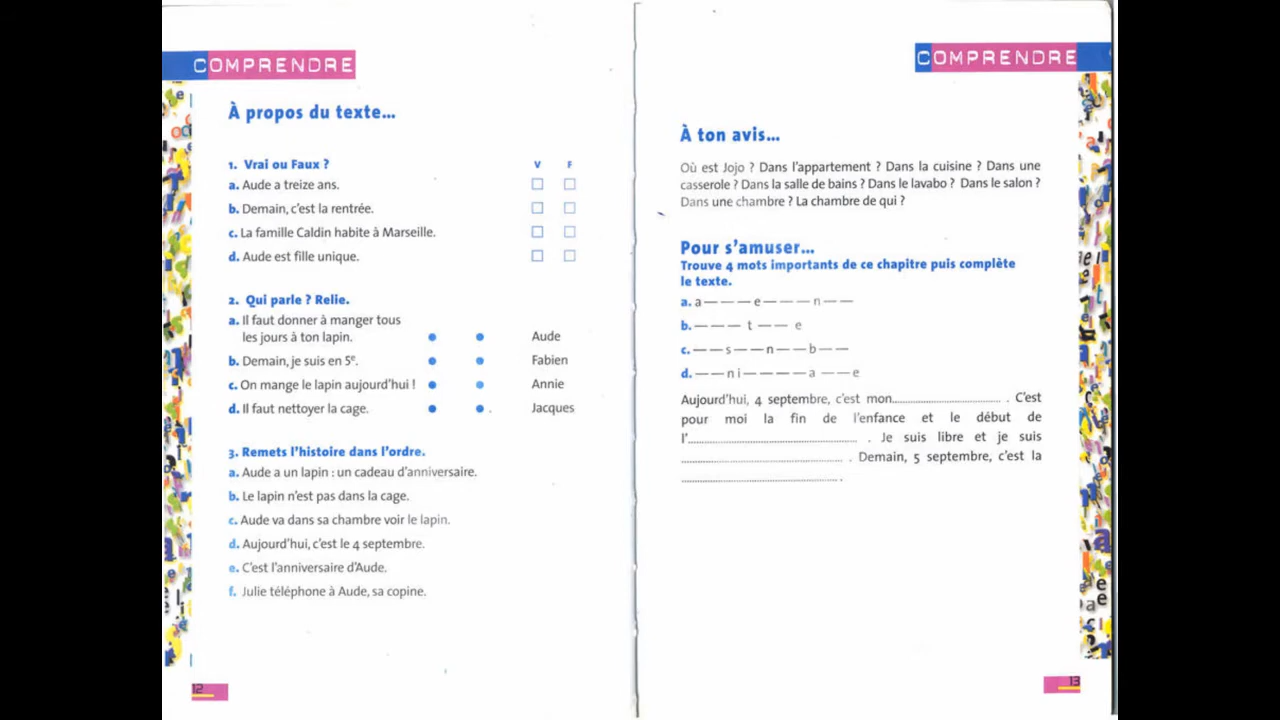 COMPRENDRE
À propos du texte...
1. Vrai ou Faux ? V F
a. Aude a treize ans.
b. Demain, c'est la rentrée.
c. La famille Caldin habite à Marseille.
d. Aude est fille unique.
2. Qui parle ? Relie.
a. Il faut donner à manger tous
les jours à ton lapin. Aude
b. Demain, je suis en 5e. Fabien
c. On mange le lapin aujourd'hui ! Annie
d. Il faut nettoyer la cage. Jacques
3. Remets l'histoire dans l'ordre.
a. Aude a un lapin : un cadeau d'anniversaire.
b. Le lapin n'est pas dans la cage.
c. Aude va dans sa chambre voir le lapin.
d. Aujourd'hui, c'est le 4 septembre.
e. C'est l'anniversaire d'Aude.
f. Julie téléphone à Aude, sa copine.
12
COMPRENDRE
À ton avis...
Où est Jojo ? Dans l'appartement ? Dans la cuisine ? Dans une
casserole ? Dans la salle de bains ? Dans le lavabo ? Dans le salon ?
Dans une chambre ? La chambre de qui ?
Pour s'amuser...
Trouve 4 mots importants de ce chapitre puis complète
le texte.
a. a — — — e — — — n — —
b. — — — t — — e
c. — — s — — n — — b — —
d. — — n i — — — — a — — e
Aujourd'hui, 4 septembre, c'est mon.............................. . C'est
pour moi la fin de l'enfance et le début de
l'.............................................. . Je suis libre et je suis
............................................. . Demain, 5 septembre, c'est la
............................................ .
13